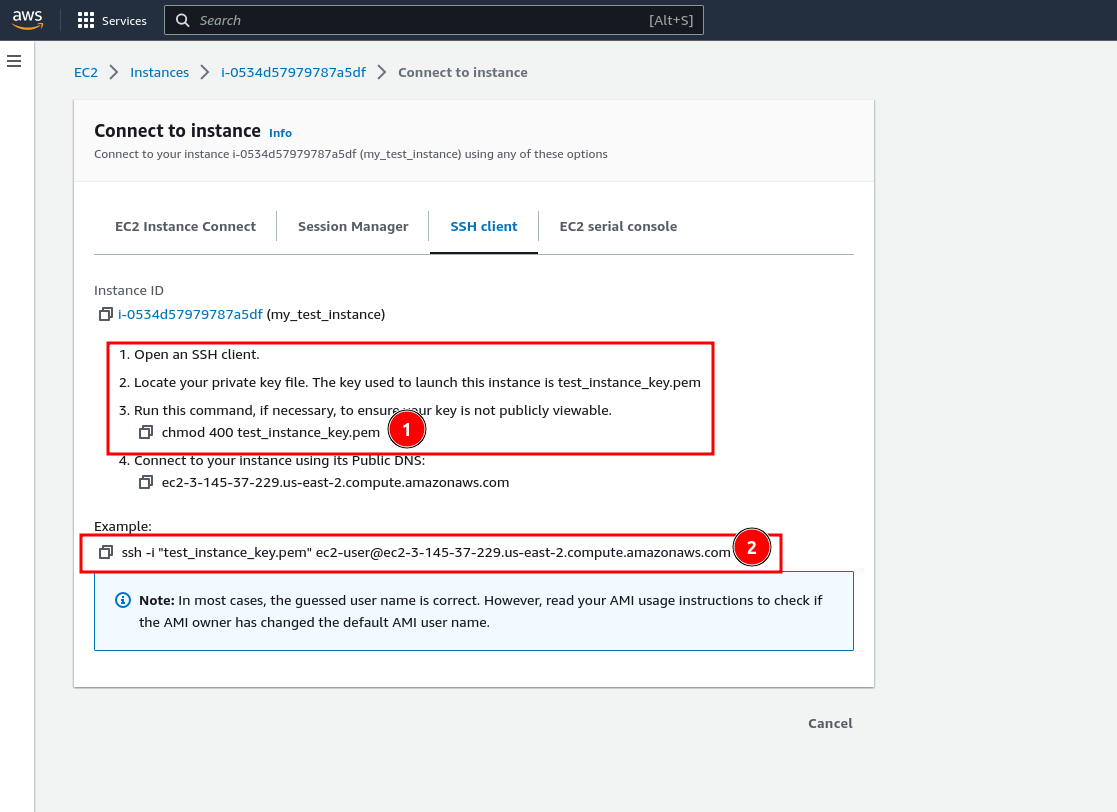 aws
Services
Search
[Alt+S]
EC2 > Instances > i-0534d57979787a5df > Connect to instance
Connect to instance Info
Connect to your instance i-0534d57979787a5df (my_test_instance) using any of these options
EC2 Instance Connect
Session Manager
SSH client
EC2 serial console
Instance ID
i-0534d57979787a5df (my_test_instance)
1. Open an SSH client.
2. Locate your private key file. The key used to launch this instance is test_instance_key.pem
3. Run this command, if necessary, to ensure your key is not publicly viewable.
chmod 400 test_instance_key.pem
1
4. Connect to your instance using its Public DNS:
ec2-3-145-37-229.us-east-2.compute.amazonaws.com
Example:
ssh -i "test_instance_key.pem" ec2-user@ec2-3-145-37-229.us-east-2.compute.amazonaws.com
2
Note: In most cases, the guessed user name is correct. However, read your AMI usage instructions to check if
the AMI owner has changed the default AMI user name.
Cancel